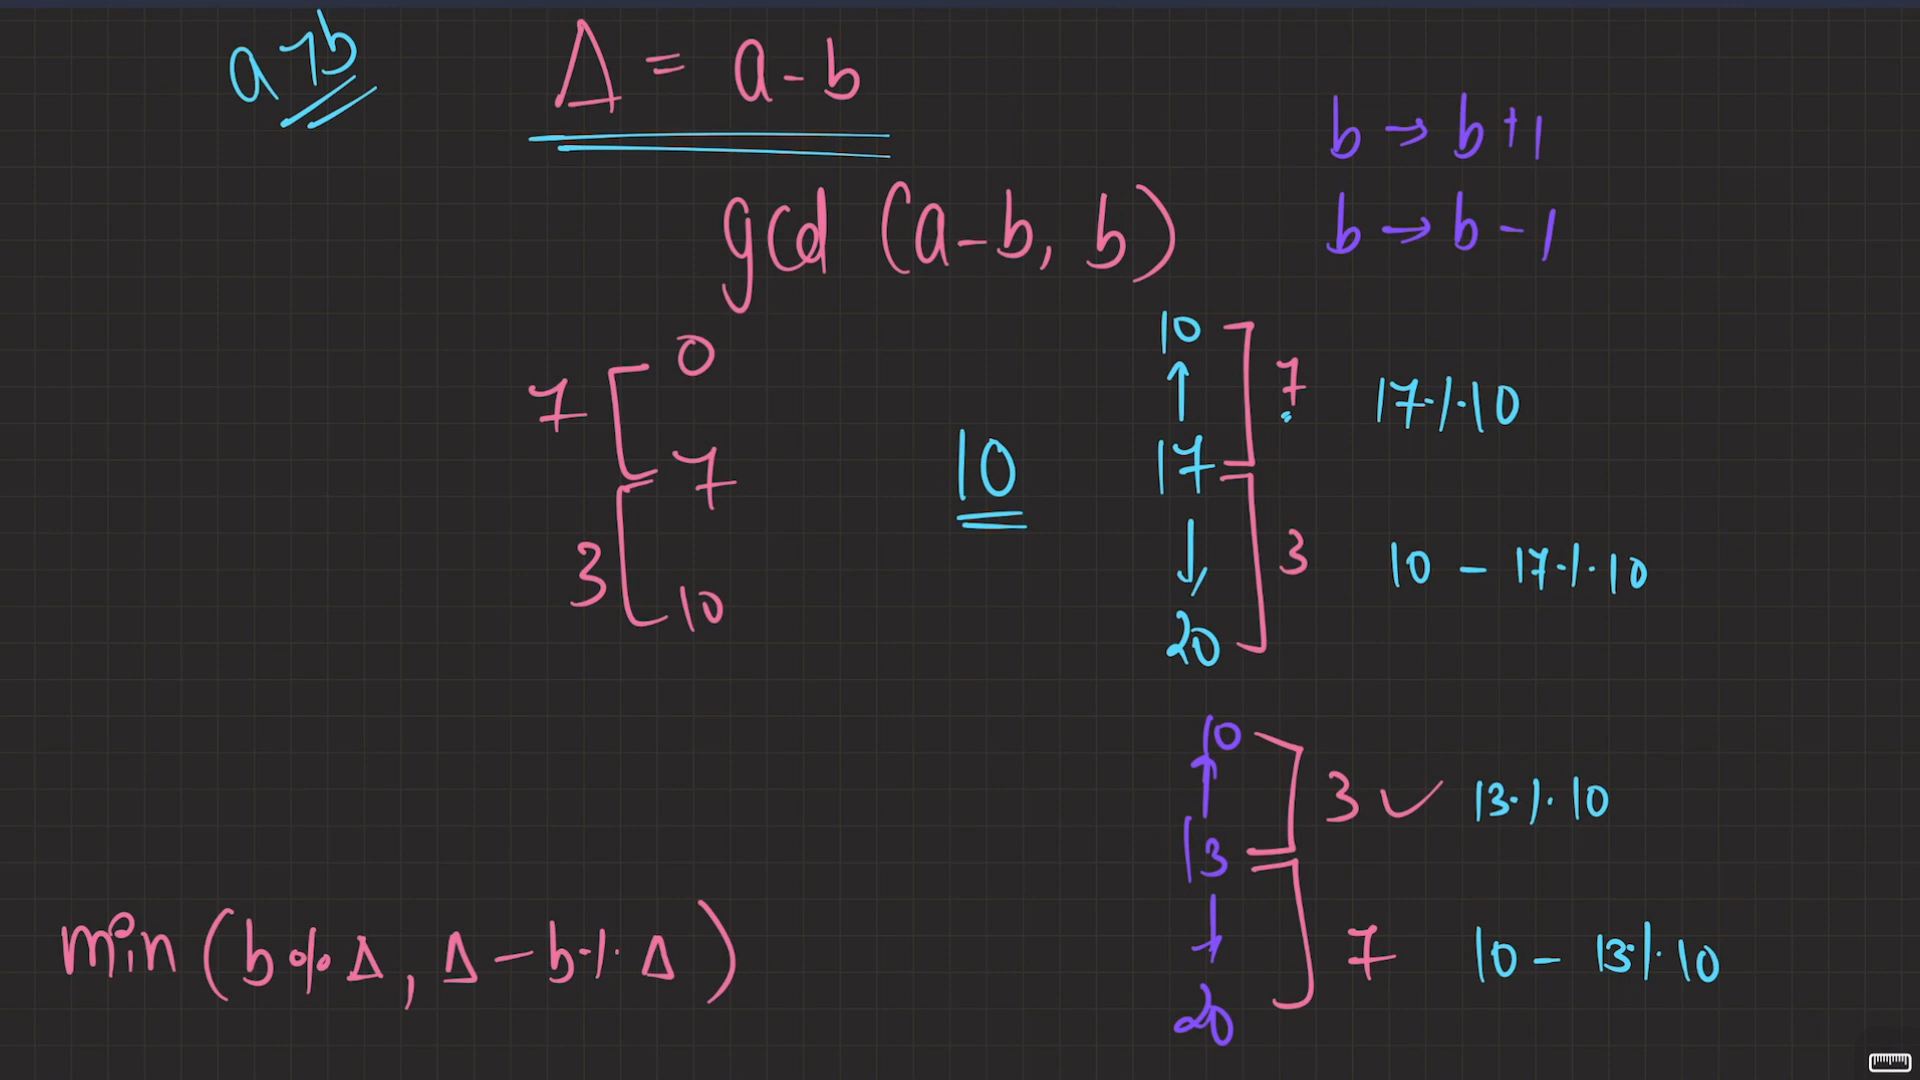 a>b
Δ = a-b
b → b+1
b → b-1
gcd (a-b, b)
0
7
7
3
10
10
10
↑
17
↓
20
7
17·/·10
3
10 - 17·/·10
10
↑
13
↓
20
3 ✓ 13·/·10
7 10 - 13·/·10
min (b % Δ, Δ - b·/· Δ)